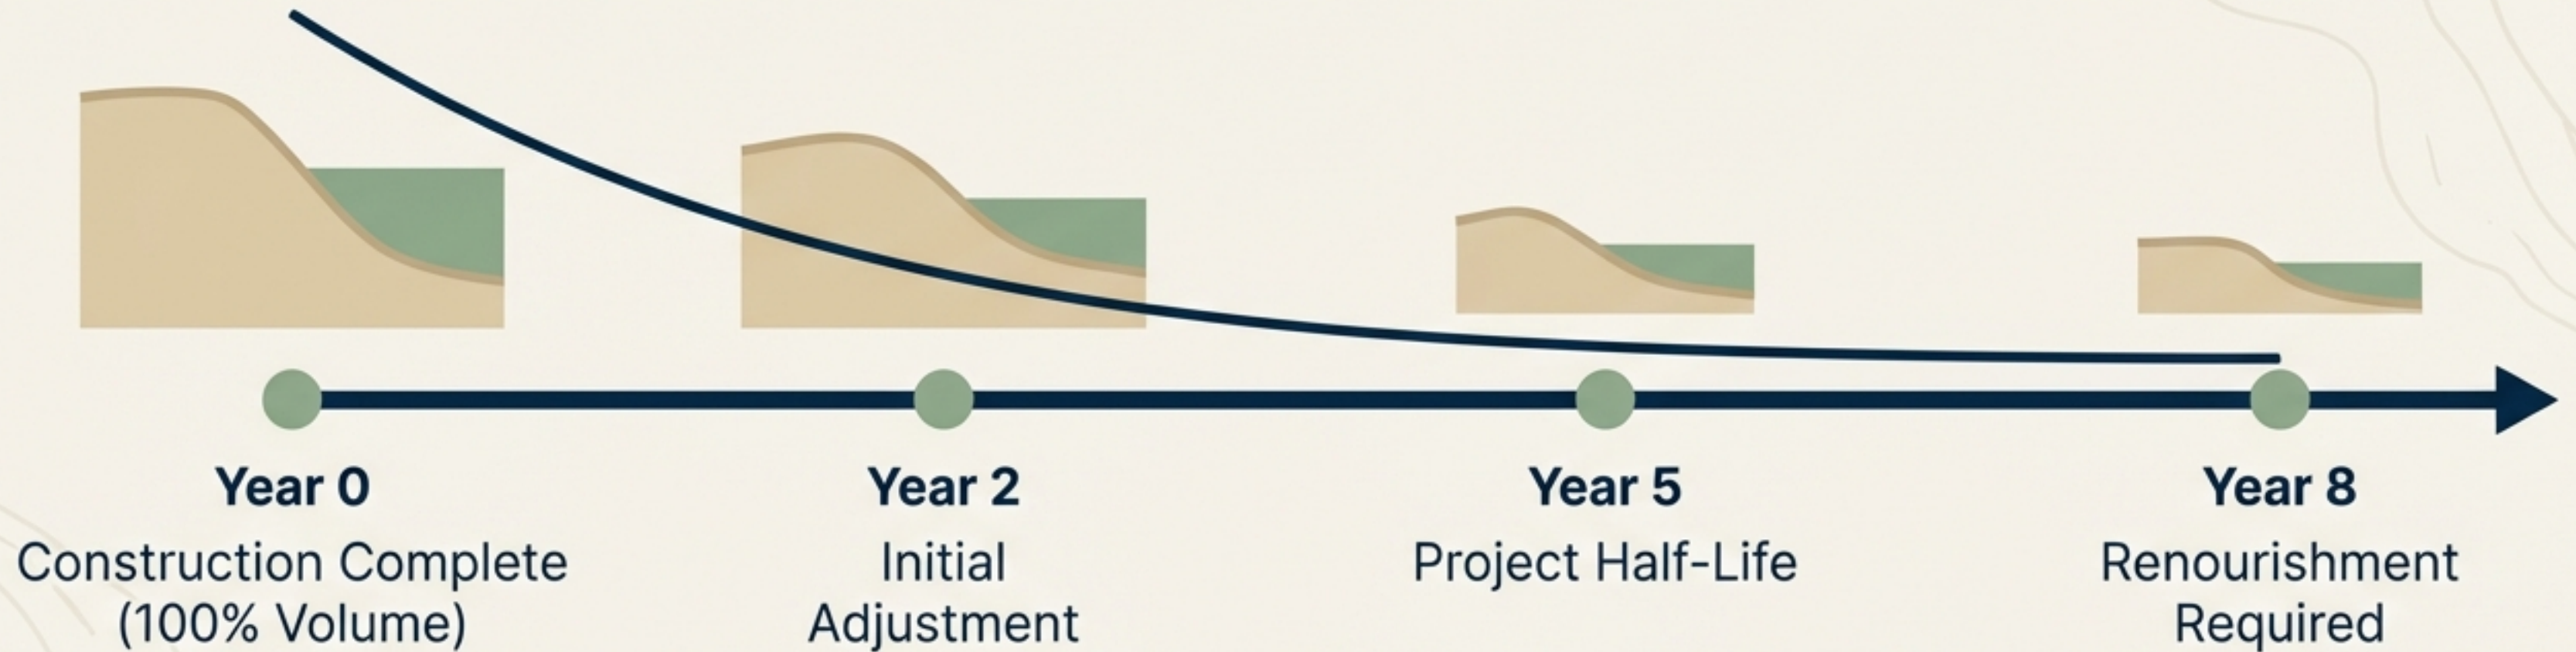 Year 0
Construction Complete
(100% Volume)
Year 2
Initial
Adjustment
Year 5
Project Half-Life
Year 8
Renourishment
Required